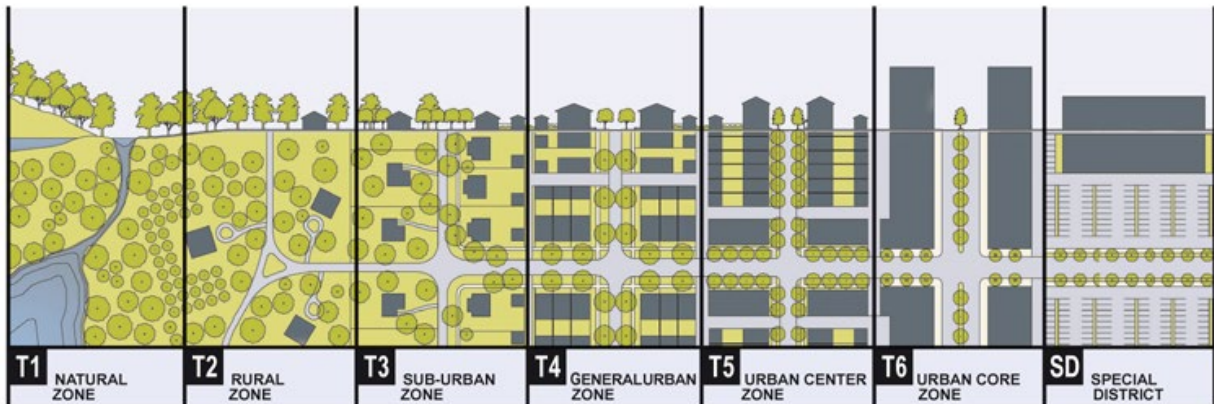 T1 NATURAL
ZONE
T2 RURAL
ZONE
T3 SUB-URBAN
ZONE
T4 GENERALURBAN
ZONE
T5 URBAN CENTER
ZONE
T6 URBAN CORE
ZONE
SD SPECIAL
DISTRICT